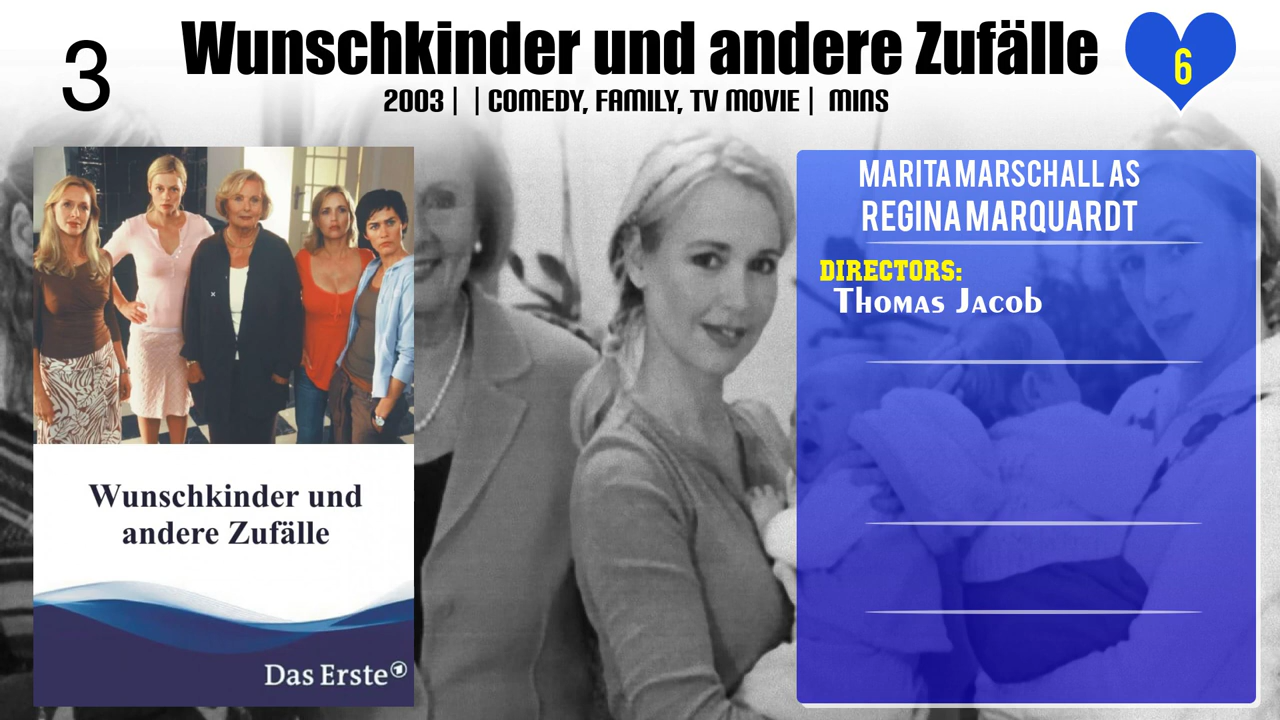 3
Wunschkinder und andere Zufälle
6
2003 | | COMEDY, FAMILY, TV MOVIE | MINS
MARITA MARSCHALL AS
REGINA MARQUARDT
DIRECTORS:
Thomas Jacob
Wunschkinder und
andere Zufälle
Das Erste